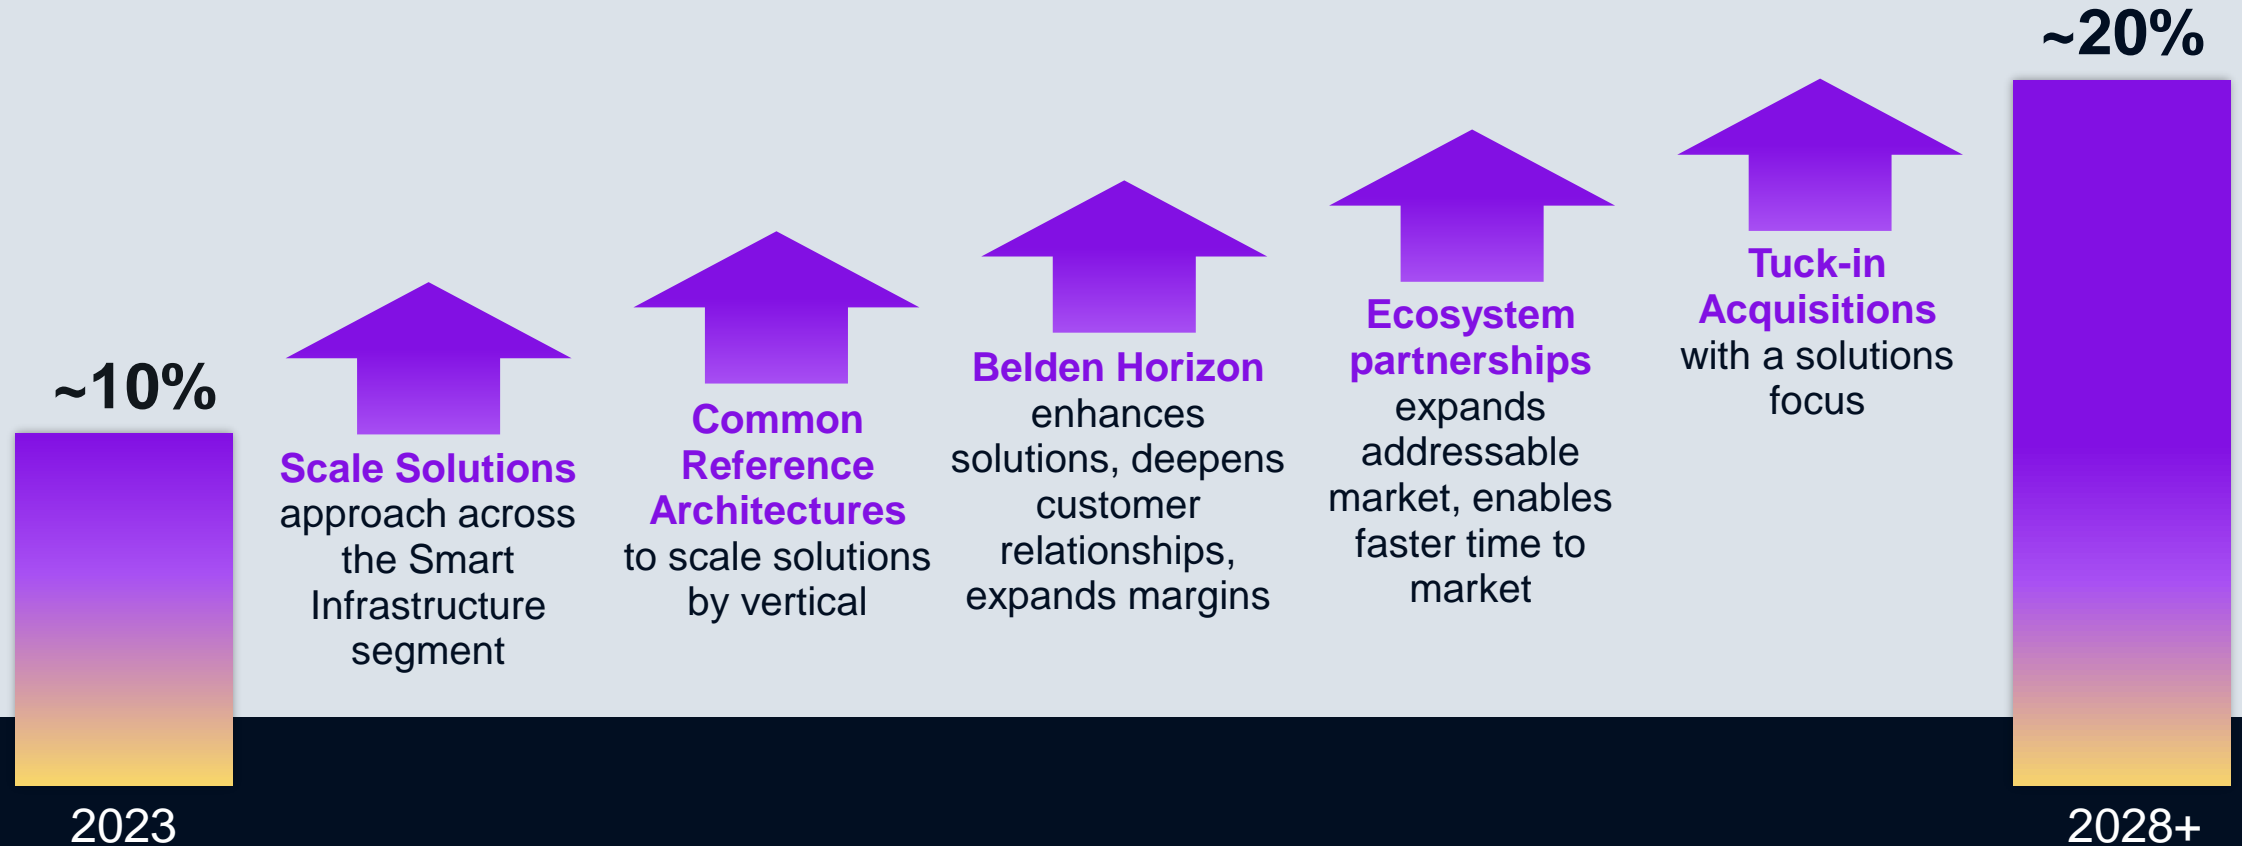 ~10%
2023
Scale Solutions
approach across
the Smart
Infrastructure
segment
Common
Reference
Architectures
to scale solutions
by vertical
Belden Horizon
enhances
solutions, deepens
customer
relationships,
expands margins
Ecosystem
partnerships
expands
addressable
market, enables
faster time to
market
Tuck-in
Acquisitions
with a solutions
focus
~20%
2028+